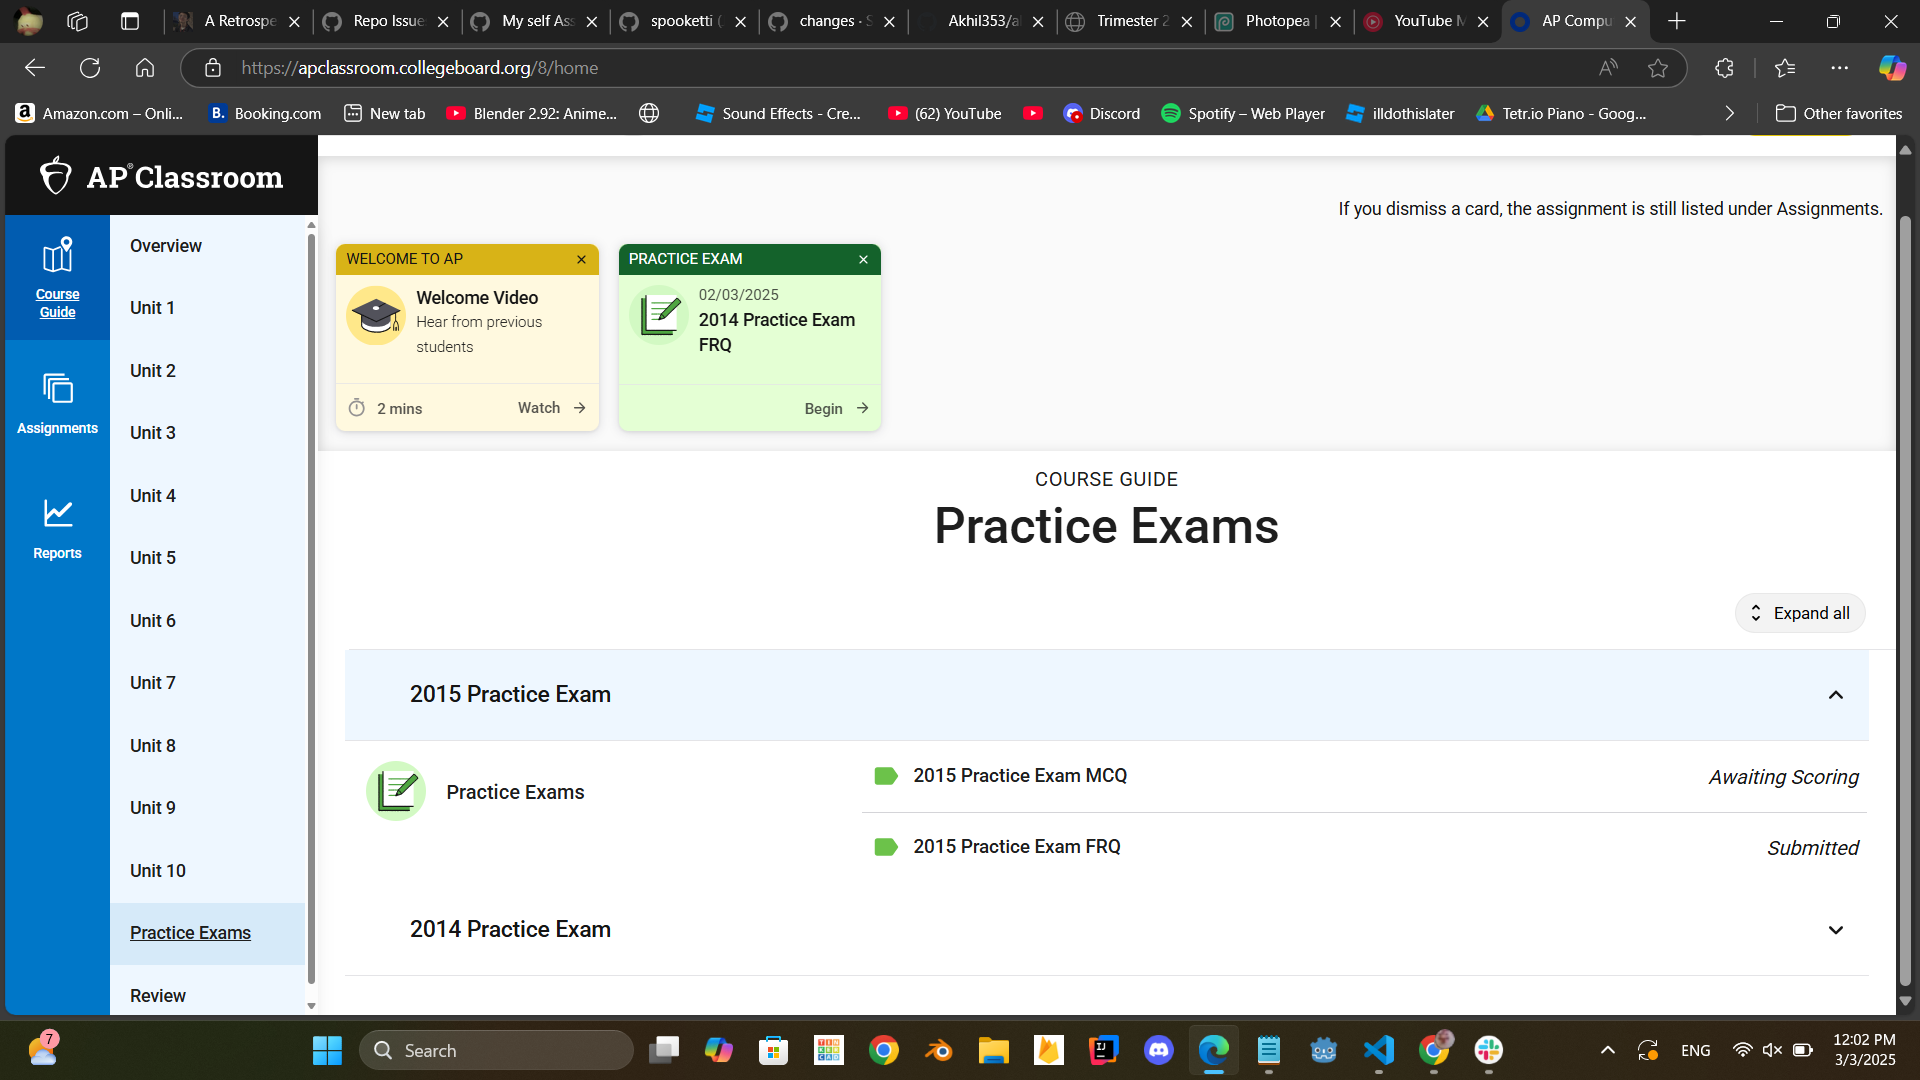 A Retrospe
Repo Issue
My self Ass
spooketti (
changes · S
Akhil353/al
Trimester 2
Photopea |
YouTube M
AP Compu
https://apclassroom.collegeboard.org/8/home
Amazon.com – Onli...
Booking.com
New tab
Blender 2.92: Anime...
Sound Effects - Cre...
(62) YouTube
Discord
Spotify – Web Player
illdothislater
Tetr.io Piano - Goog...
Other favorites
AP® Classroom
Course
Guide
Assignments
Reports
Overview
Unit 1
Unit 2
Unit 3
Unit 4
Unit 5
Unit 6
Unit 7
Unit 8
Unit 9
Unit 10
Practice Exams
Review
If you dismiss a card, the assignment is still listed under Assignments.
WELCOME TO AP
Welcome Video
Hear from previous
students
2 mins
Watch
PRACTICE EXAM
02/03/2025
2014 Practice Exam
FRQ
Begin
COURSE GUIDE
Practice Exams
Expand all
2015 Practice Exam
Practice Exams
2015 Practice Exam MCQ
Awaiting Scoring
2015 Practice Exam FRQ
Submitted
2014 Practice Exam
7
Search
TIN
KER
CAD
IJ
ENG
12:02 PM
3/3/2025